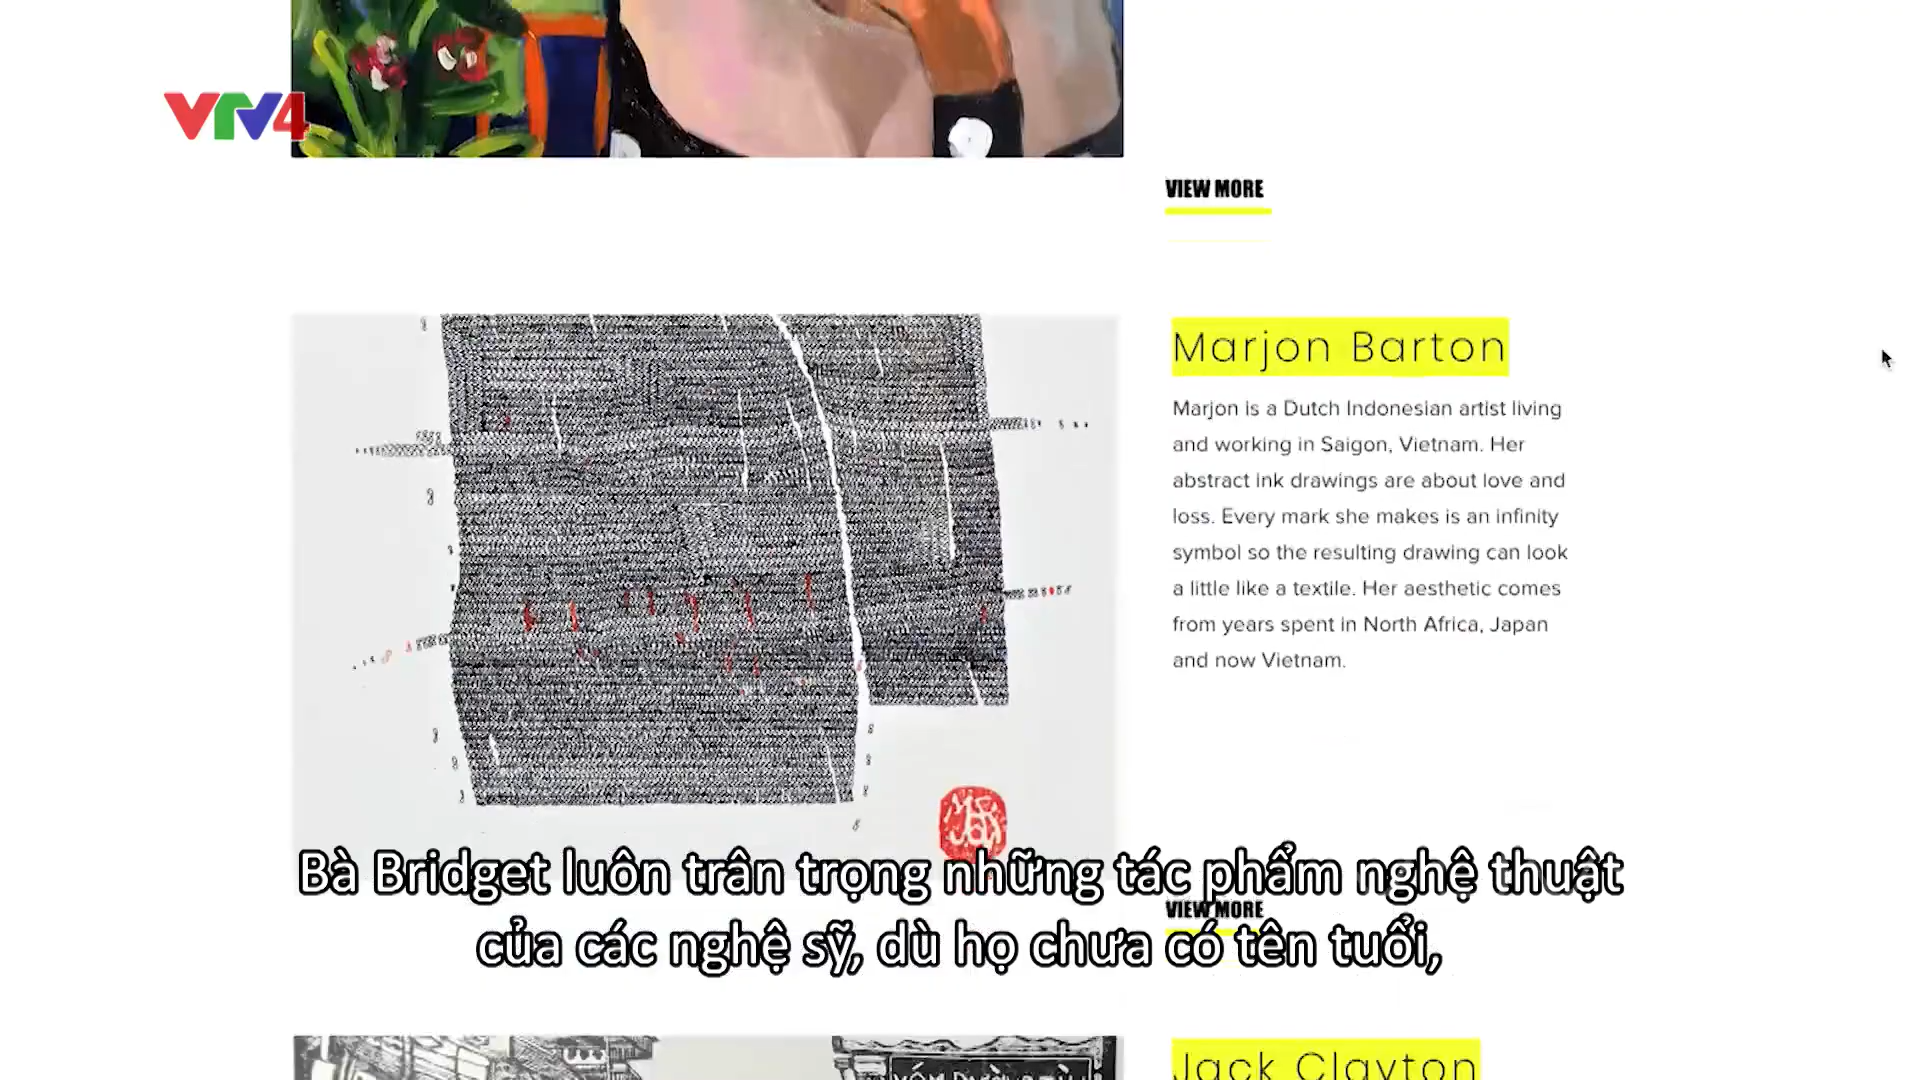 VTV4
VIEW MORE
Marjon Barton
Marjon is a Dutch Indonesian artist living
and working in Saigon, Vietnam. Her
abstract ink drawings are about love and
loss. Every mark she makes is an infinity
symbol so the resulting drawing can look
a little like a textile. Her aesthetic comes
from years spent in North Africa, Japan
and now Vietnam.
Bà Bridget luôn trân trọng những tác phẩm nghệ thuật
VIEW MORE
của các nghệ sỹ, dù họ chưa có tên tuổi,
Jack Clayton